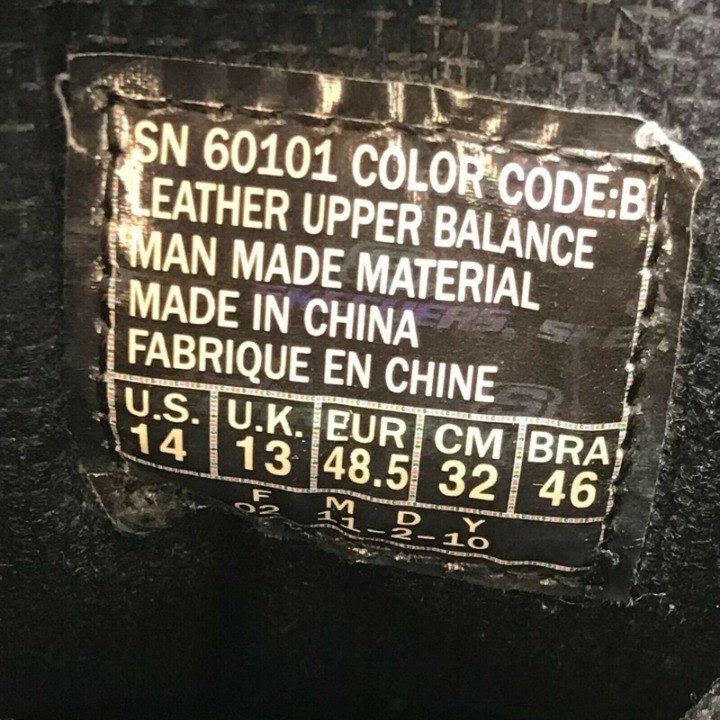 SN 60101 COLOR CODE:B
LEATHER UPPER BALANCE
MAN MADE MATERIAL
MADE IN CHINA
FABRIQUE EN CHINE
SKECHERS
U.S. U.K. EUR CM BRA
14 13 48.5 32 46
F M D Y
02 11-2-10